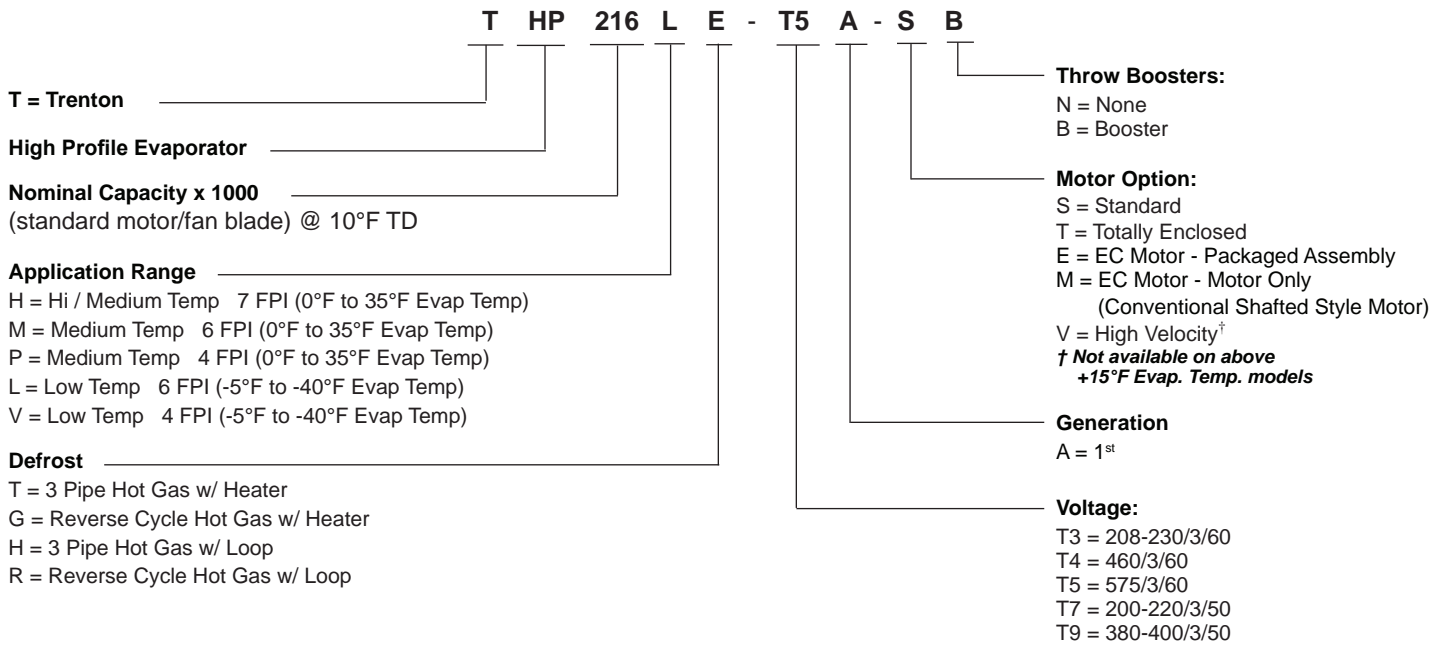 T HP 216 L E - T5 A - S B
T = Trenton
High Profile Evaporator
Nominal Capacity x 1000
(standard motor/fan blade) @ 10°F TD
Application Range
H = Hi / Medium Temp 7 FPI (0°F to 35°F Evap Temp)
M = Medium Temp 6 FPI (0°F to 35°F Evap Temp)
P = Medium Temp 4 FPI (0°F to 35°F Evap Temp)
L = Low Temp 6 FPI (-5°F to -40°F Evap Temp)
V = Low Temp 4 FPI (-5°F to -40°F Evap Temp)
Defrost
T = 3 Pipe Hot Gas w/ Heater
G = Reverse Cycle Hot Gas w/ Heater
H = 3 Pipe Hot Gas w/ Loop
R = Reverse Cycle Hot Gas w/ Loop
Throw Boosters:
N = None
B = Booster
Motor Option:
S = Standard
T = Totally Enclosed
E = EC Motor - Packaged Assembly
M = EC Motor - Motor Only
(Conventional Shafted Style Motor)
V = High Velocity†
† Not available on above
+15°F Evap. Temp. models
Generation
A = 1st
Voltage:
T3 = 208-230/3/60
T4 = 460/3/60
T5 = 575/3/60
T7 = 200-220/3/50
T9 = 380-400/3/50